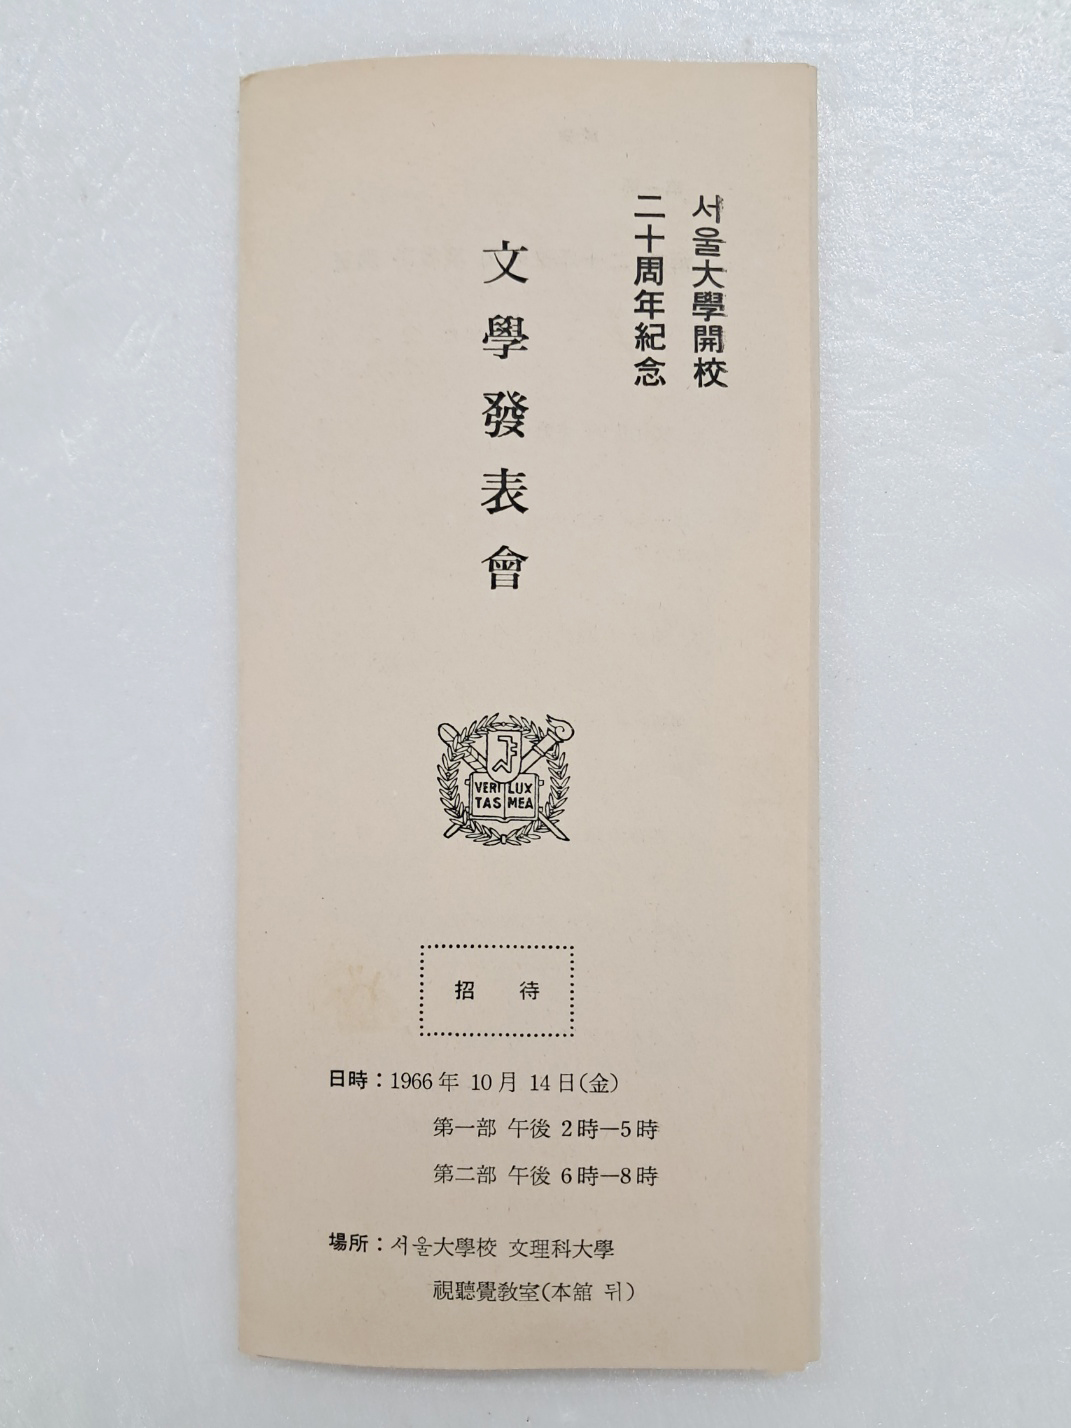 서울大學開校
二十周年紀念
文學發表會
VERI LUX
TAS MEA
招 待
日時 : 1966年 10月 14日(金)
第一部 午後 2時—5時
第二部 午後 6時—8時
場所 : 서울大學校 文理科大學
視聽覺敎室(本舘 뒤)